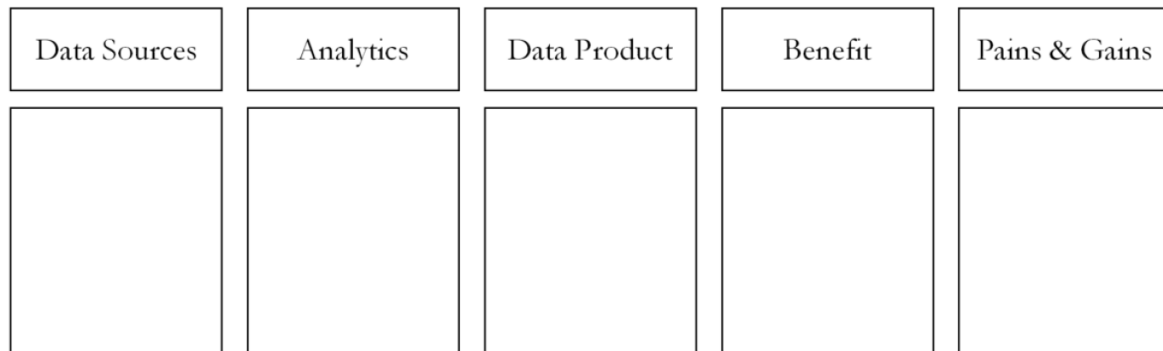 Data Sources
Analytics
Data Product
Benefit
Pains & Gains